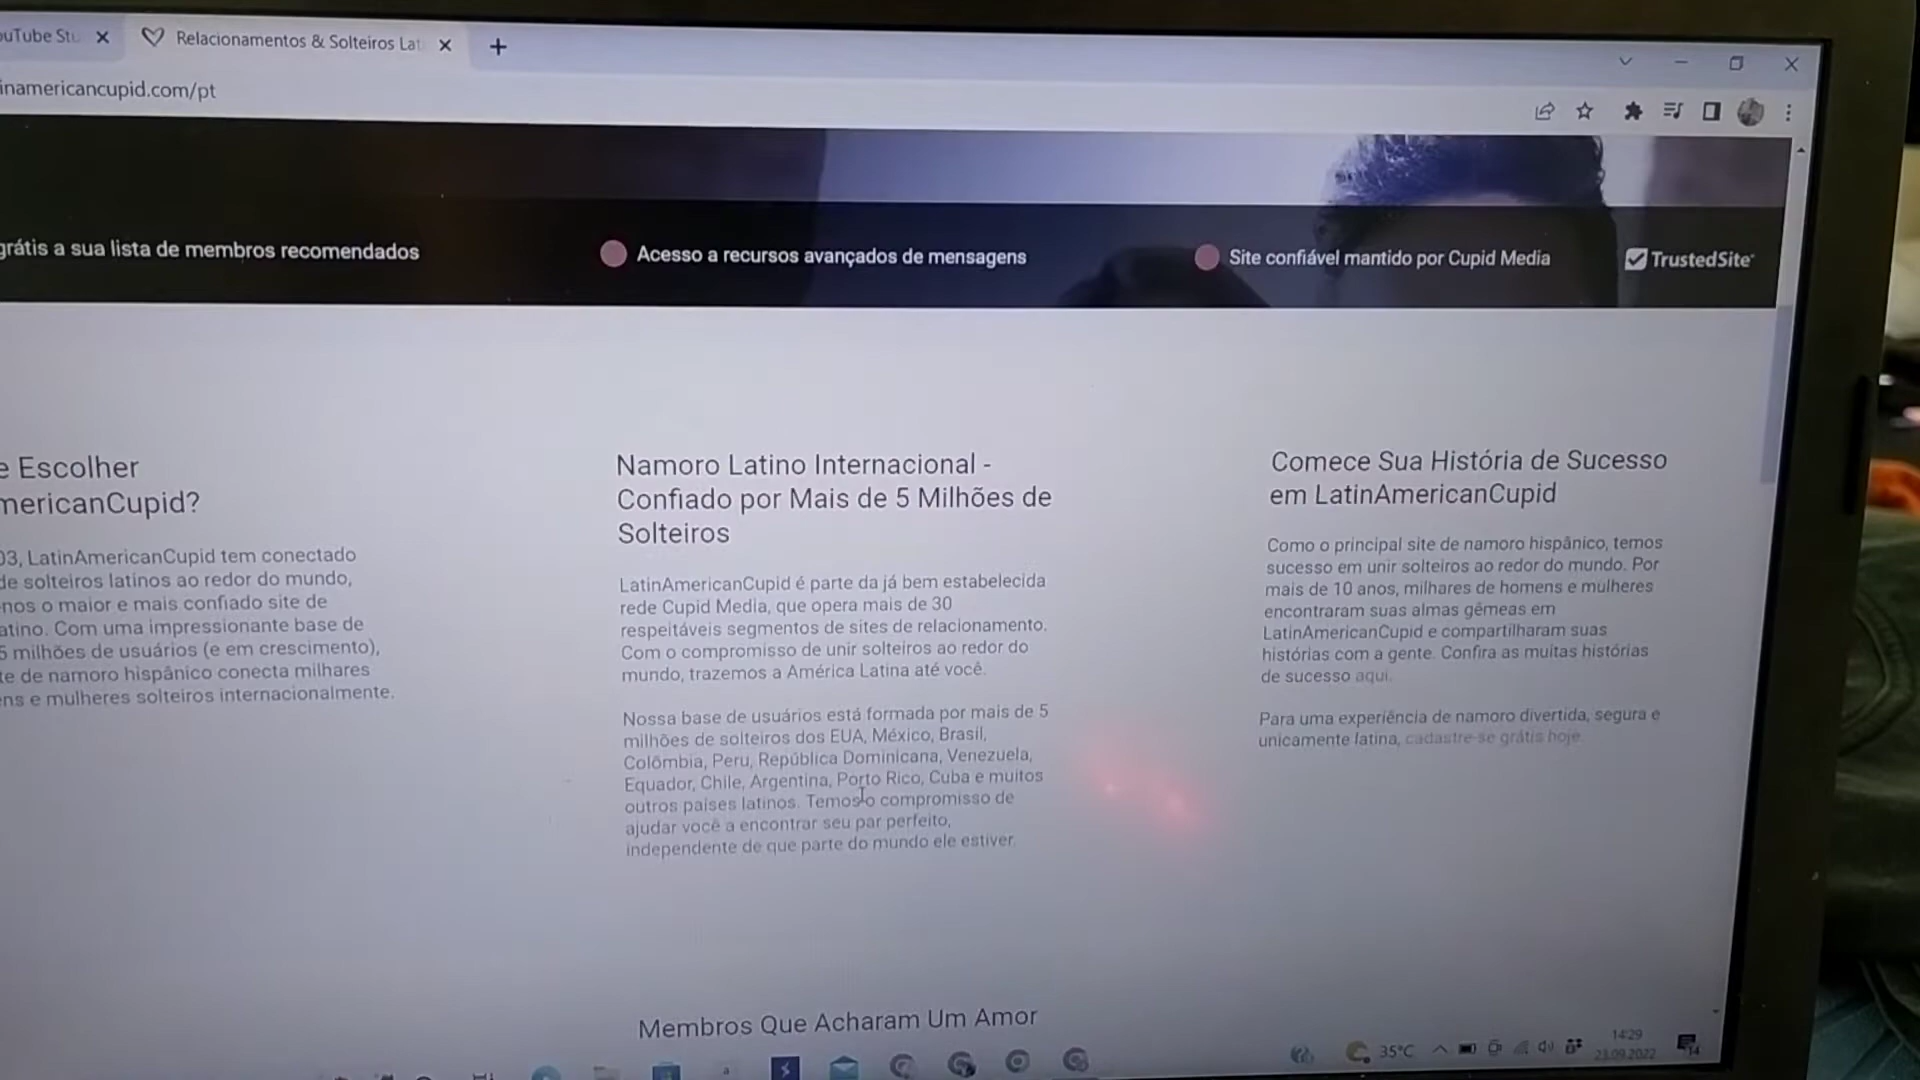 ouTube Stu
Relacionamentos & Solteiros Lat
inamericancupid.com/pt
grátis a sua lista de membros recomendados
Acesso a recursos avançados de mensagens
Site confiável mantido por Cupid Media
TrustedSite
e Escolher
mericanCupid?
03, LatinAmericanCupid tem conectado
de solteiros latinos ao redor do mundo,
nos o maior e mais confiado site de
atino. Com uma impressionante base de
5 milhões de usuários (e em crescimento),
te de namoro hispânico conecta milhares
ens e mulheres solteiros internacionalmente.
Namoro Latino Internacional -
Confiado por Mais de 5 Milhões de
Solteiros
LatinAmericanCupid é parte da já bem estabelecida
rede Cupid Media, que opera mais de 30
respeitáveis segmentos de sites de relacionamento.
Com o compromisso de unir solteiros ao redor do
mundo, trazemos a América Latina até você.
Nossa base de usuários está formada por mais de 5
milhões de solteiros dos EUA, México, Brasil,
Colômbia, Peru, República Dominicana, Venezuela,
Equador, Chile, Argentina, Porto Rico, Cuba e muitos
outros países latinos. Temos o compromisso de
ajudar você a encontrar seu par perfeito,
independente de que parte do mundo ele estiver.
Comece Sua História de Sucesso
em LatinAmericanCupid
Como o principal site de namoro hispânico, temos
sucesso em unir solteiros ao redor do mundo. Por
mais de 10 anos, milhares de homens e mulheres
encontraram suas almas gêmeas em
LatinAmericanCupid e compartilharam suas
histórias com a gente. Confira as muitas histórias
de sucesso aqui.
Para uma experiência de namoro divertida, segura e
unicamente latina, cadastre-se grátis hoje.
Membros Que Acharam Um Amor
35°C
14:29
23.09.2022
14